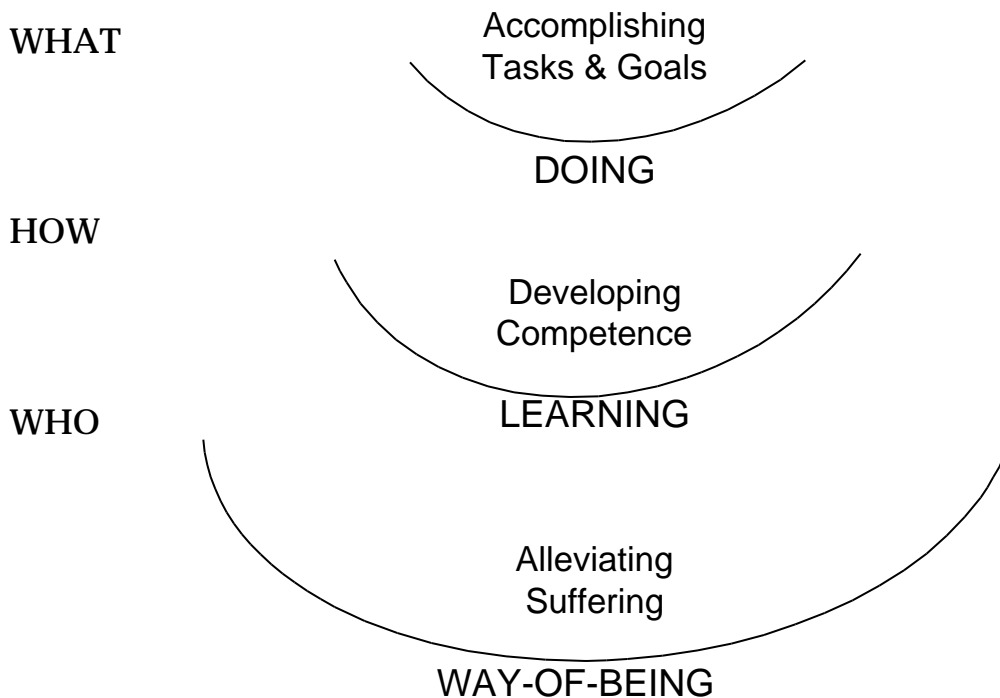 WHAT
Accomplishing
Tasks & Goals
DOING
HOW
Developing
Competence
LEARNING
WHO
Alleviating
Suffering
WAY-OF-BEING